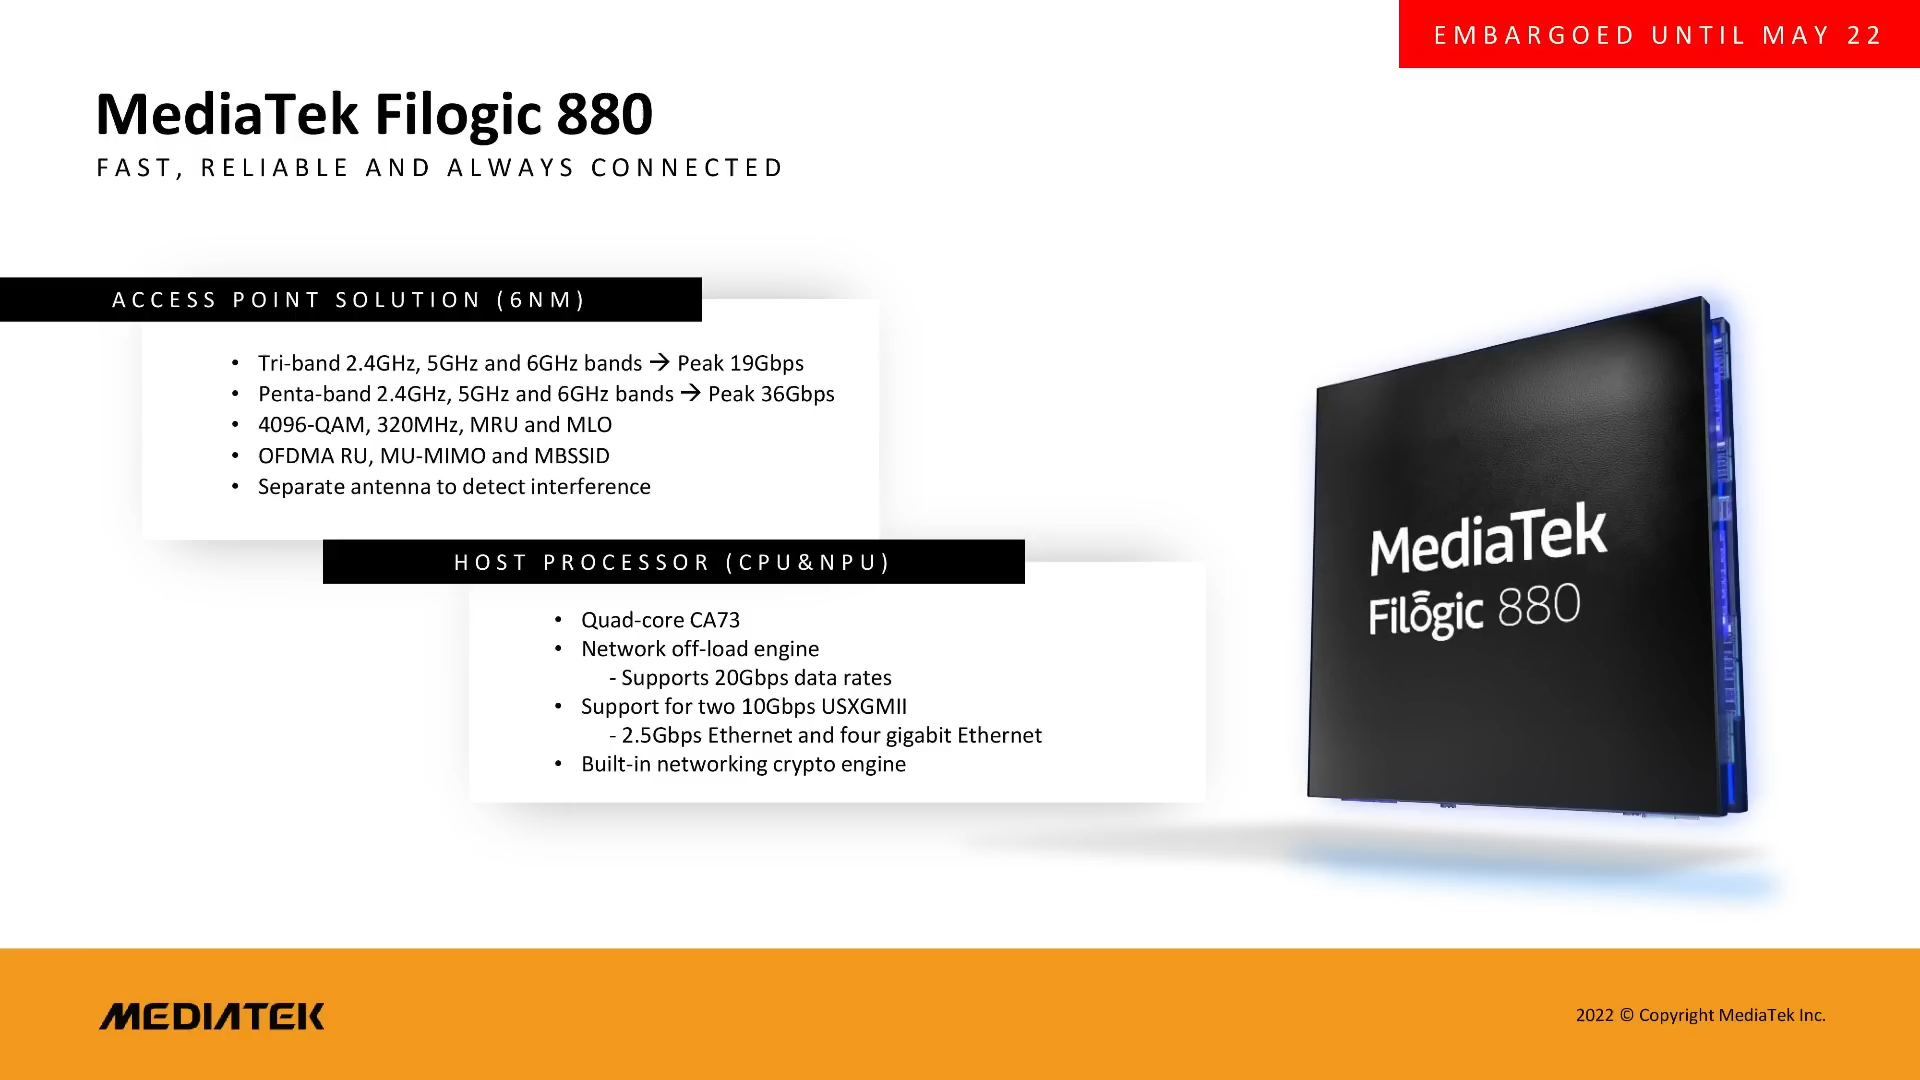 EMBARGOED UNTIL MAY 22
MediaTek Filogic 880
FAST, RELIABLE AND ALWAYS CONNECTED
ACCESS POINT SOLUTION (6NM)
• Tri-band 2.4GHz, 5GHz and 6GHz bands → Peak 19Gbps
• Penta-band 2.4GHz, 5GHz and 6GHz bands → Peak 36Gbps
• 4096-QAM, 320MHz, MRU and MLO
• OFDMA RU, MU-MIMO and MBSSID
• Separate antenna to detect interference
HOST PROCESSOR (CPU&NPU)
• Quad-core CA73
• Network off-load engine
- Supports 20Gbps data rates
• Support for two 10Gbps USXGMII
- 2.5Gbps Ethernet and four gigabit Ethernet
• Built-in networking crypto engine
MediaTek
Filogic 880
MEDIATEK
2022 © Copyright MediaTek Inc.